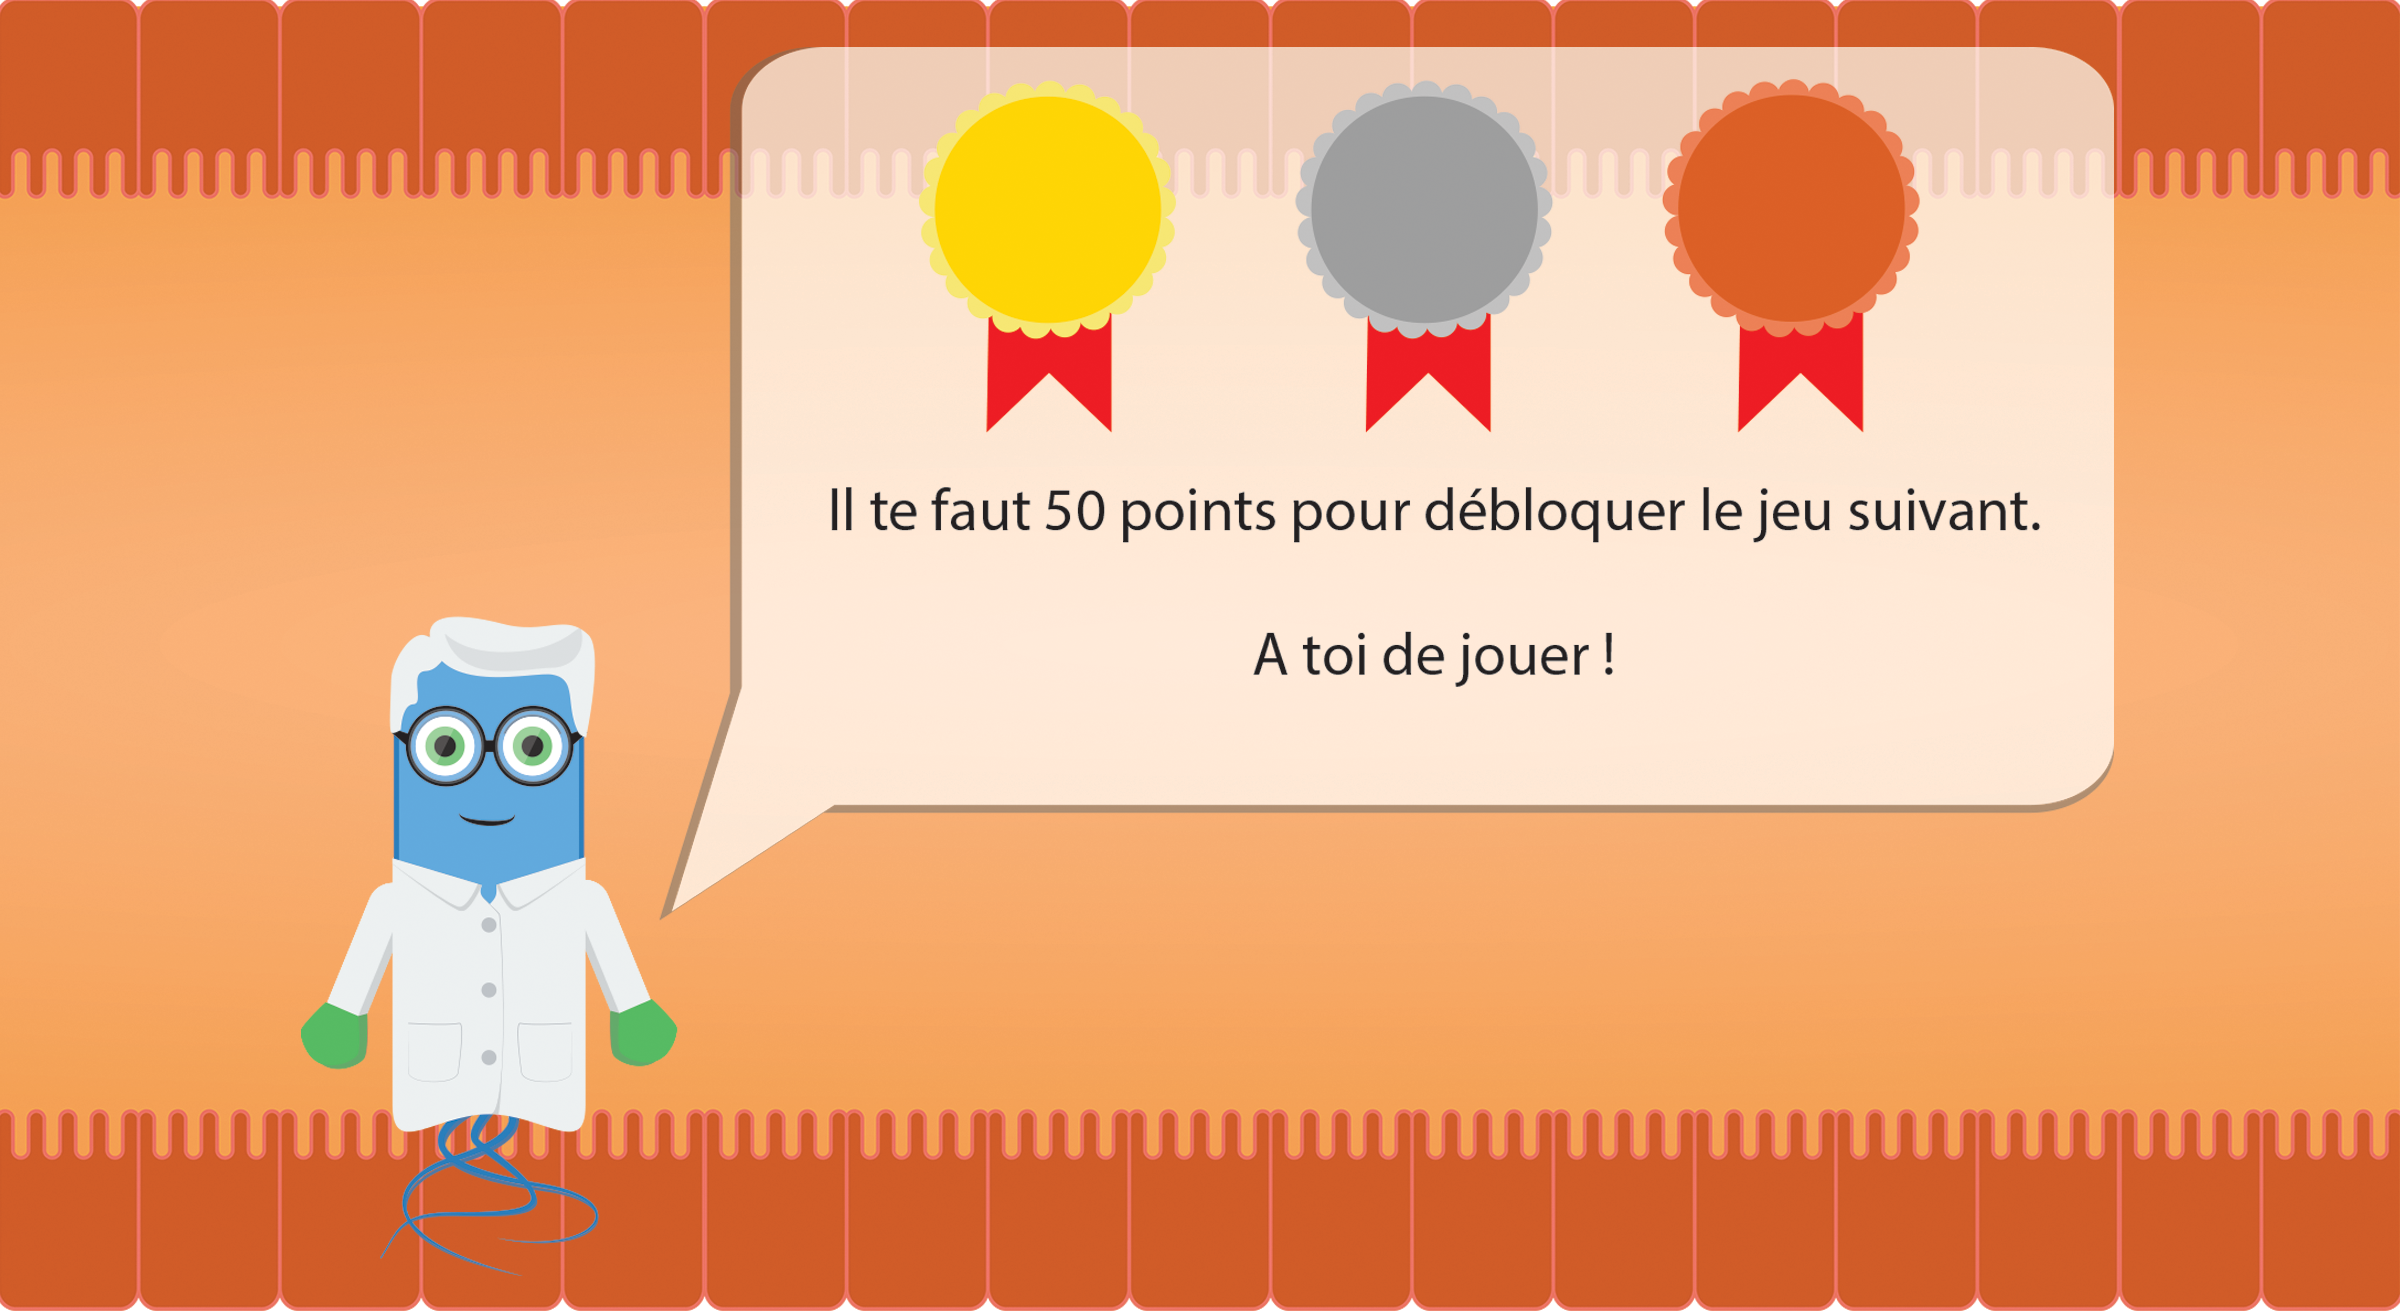 Il te faut 50 points pour débloquer le jeu suivant.
A toi de jouer !